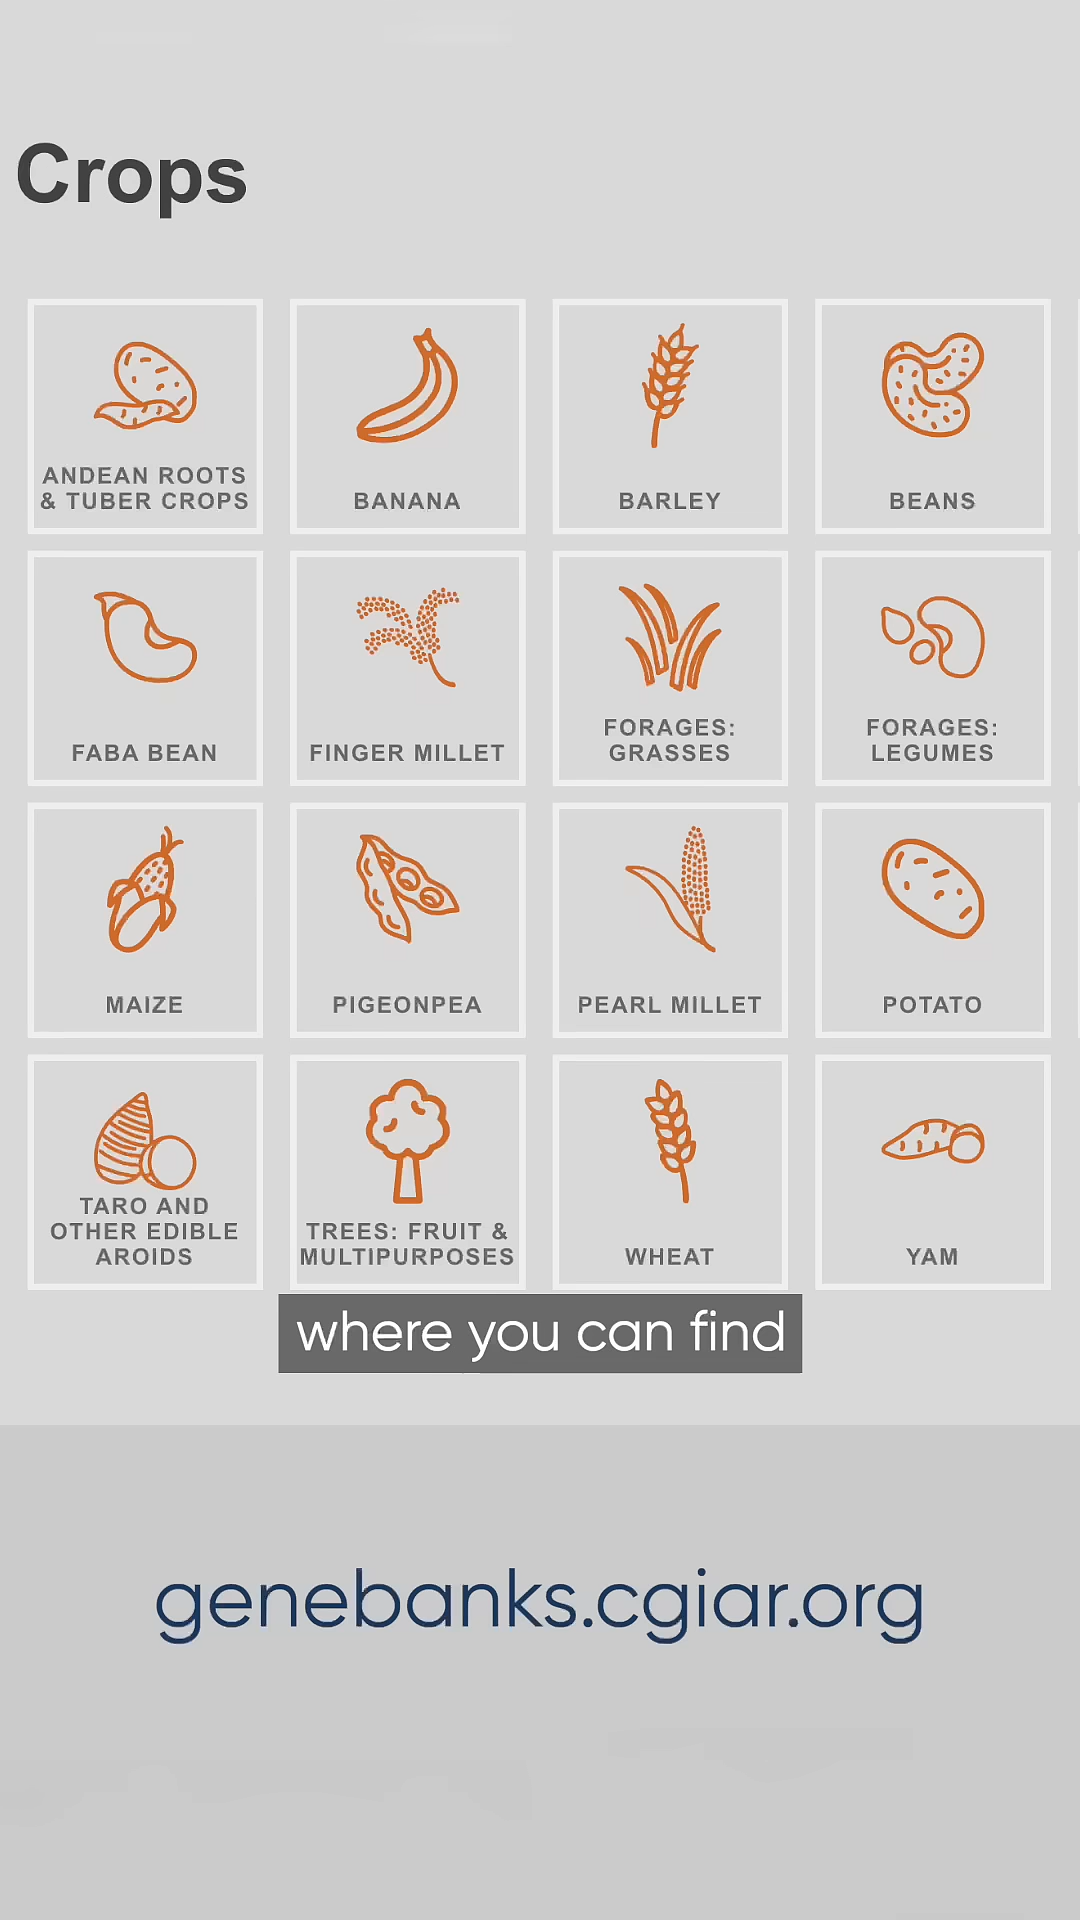 Crops
ANDEAN ROOTS
& TUBER CROPS
BANANA
BARLEY
BEANS
FABA BEAN
FINGER MILLET
FORAGES:
GRASSES
FORAGES:
LEGUMES
MAIZE
PIGEONPEA
PEARL MILLET
POTATO
TARO AND
OTHER EDIBLE
AROIDS
TREES: FRUIT &
MULTIPURPOSES
WHEAT
YAM
where you can find
genebanks.cgiar.org